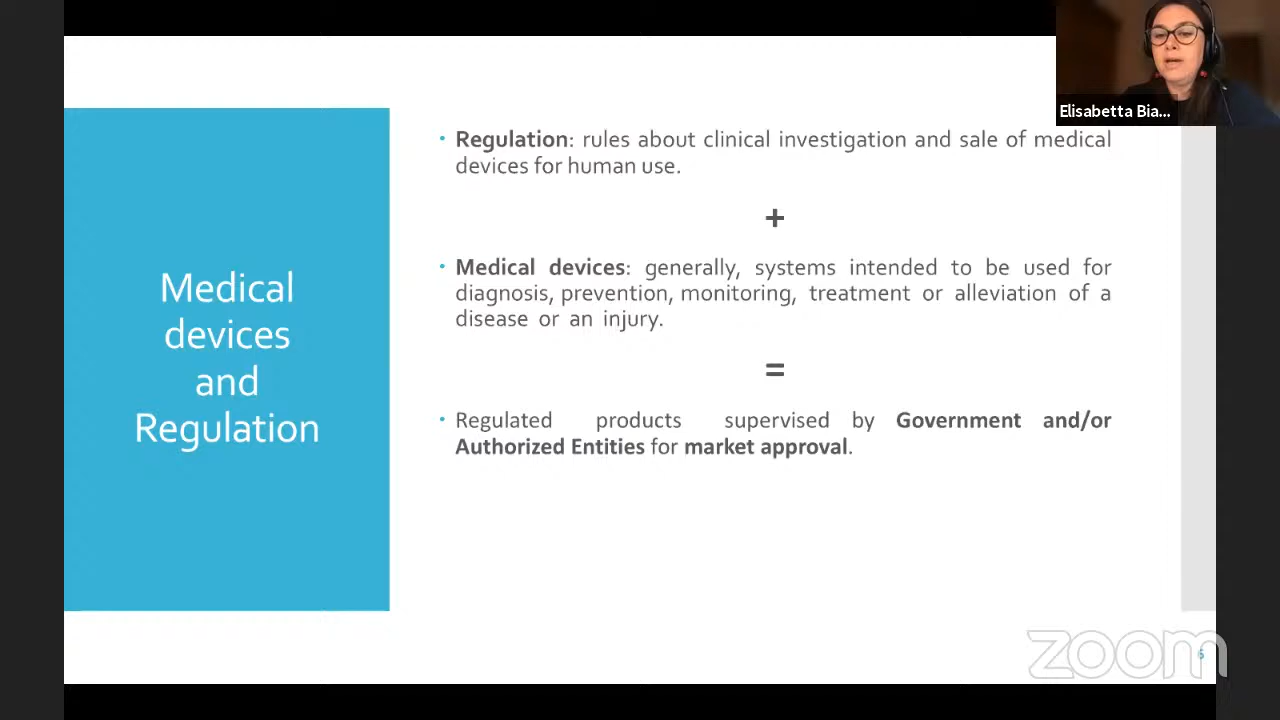 Elisabetta Bia...
Medical
devices
and
Regulation
• Regulation: rules about clinical investigation and sale of medical
devices for human use.
+
• Medical devices: generally, systems intended to be used for
diagnosis, prevention, monitoring, treatment or alleviation of a
disease or an injury.
=
• Regulated products supervised by Government and/or
Authorized Entities for market approval.
zoom